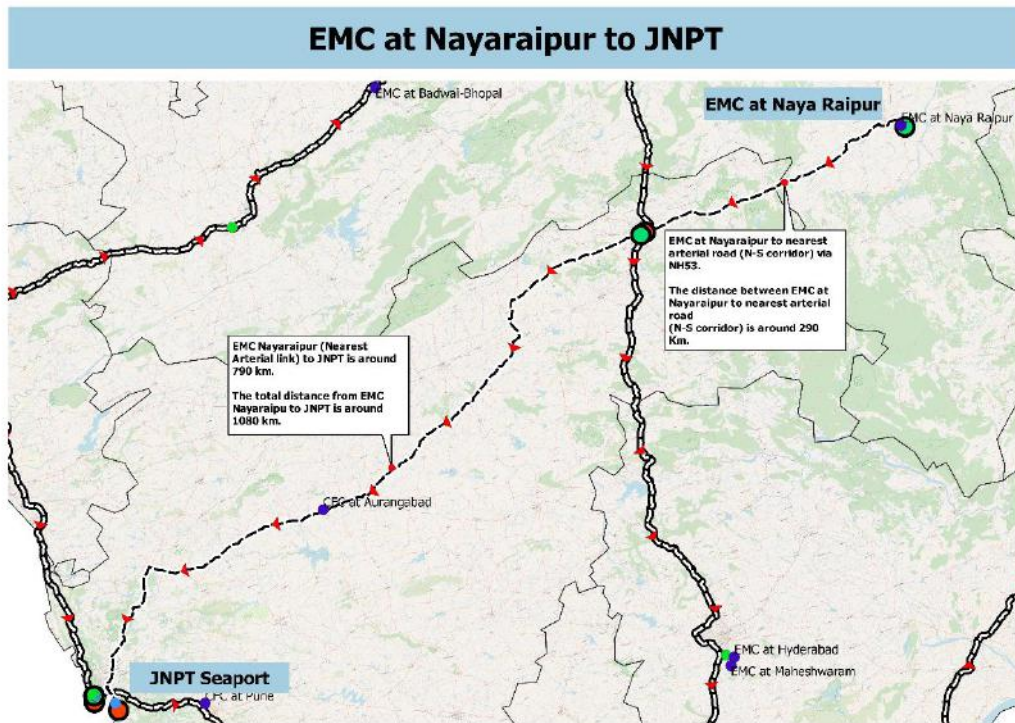 EMC at Nayaraipur to JNPT
EMC at Badwai-Bhopal
EMC at Naya Raipur
EMC at Naya Raipur
EMC at Nayaraipur to nearest
arterial road (N-S corridor) via
NH53.
The distance between EMC at
Nayaraipur to nearest arterial
road
(N-S corridor) is around 290
Km.
EMC Nayaraipur (Nearest
Arterial link) to JNPT is around
790 km.
The total distance from EMC
Nayaraipu to JNPT is around
1080 km.
CFC at Aurangabad
JNPT Seaport
CFC at Pune
EMC at Hyderabad
EMC at Maheshwaram